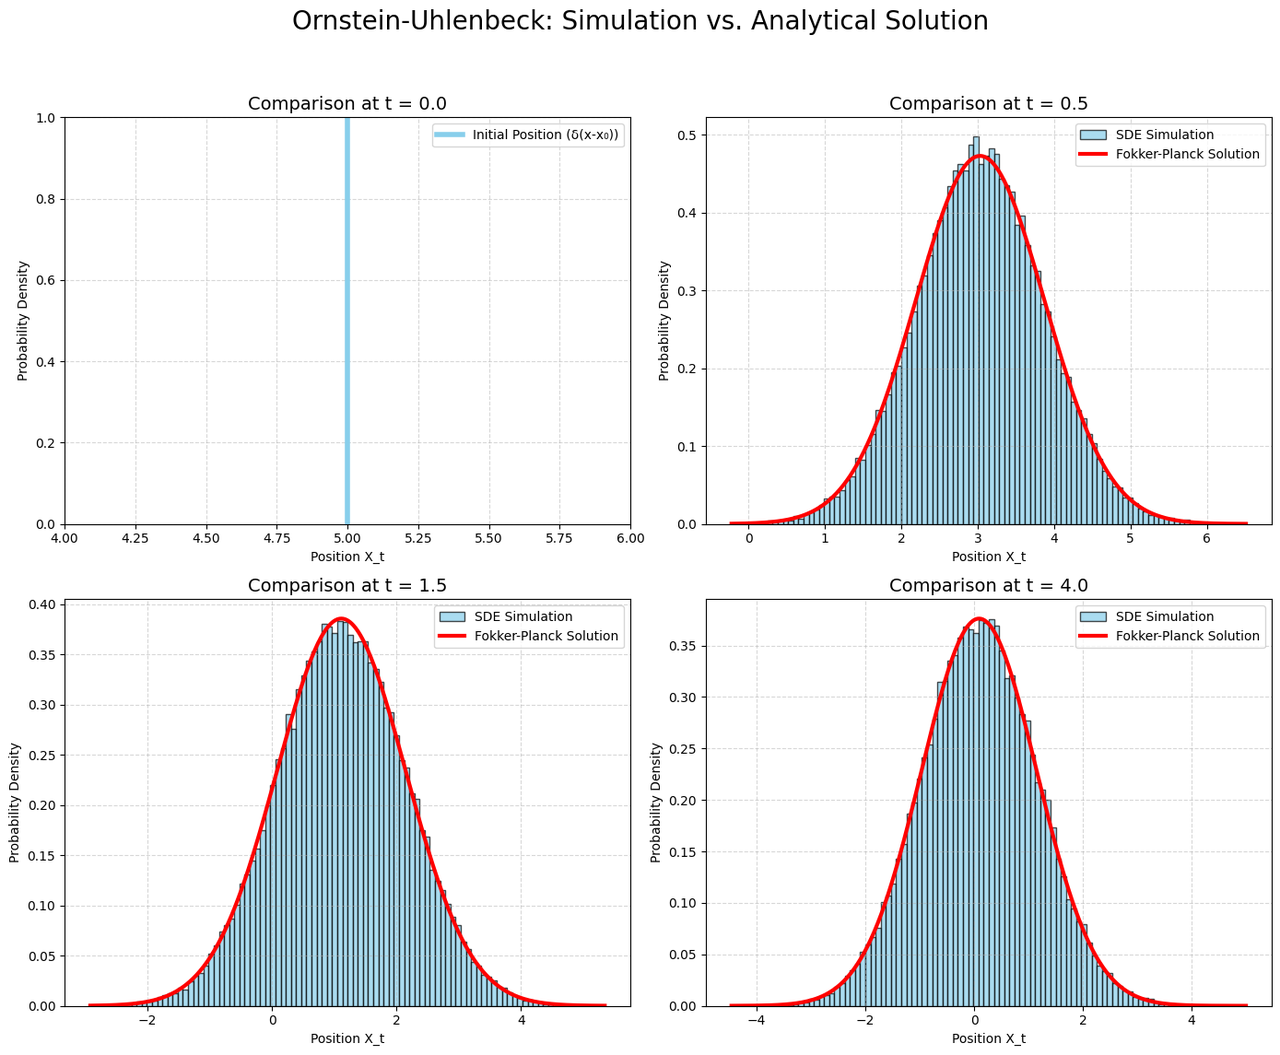 Ornstein-Uhlenbeck: Simulation vs. Analytical Solution
Comparison at t = 0.0
Probability Density
1.0
0.8
0.6
0.4
0.2
0.0
Initial Position (δ(x-x₀))
4.00 4.25 4.50 4.75 5.00 5.25 5.50 5.75 6.00
Position X_t
Comparison at t = 0.5
Probability Density
0.5
0.4
0.3
0.2
0.1
0.0
SDE Simulation
Fokker-Planck Solution
0 1 2 3 4 5 6
Position X_t
Comparison at t = 1.5
Probability Density
0.40
0.35
0.30
0.25
0.20
0.15
0.10
0.05
0.00
SDE Simulation
Fokker-Planck Solution
−2 0 2 4
Position X_t
Comparison at t = 4.0
Probability Density
0.35
0.30
0.25
0.20
0.15
0.10
0.05
0.00
SDE Simulation
Fokker-Planck Solution
−4 −2 0 2 4
Position X_t